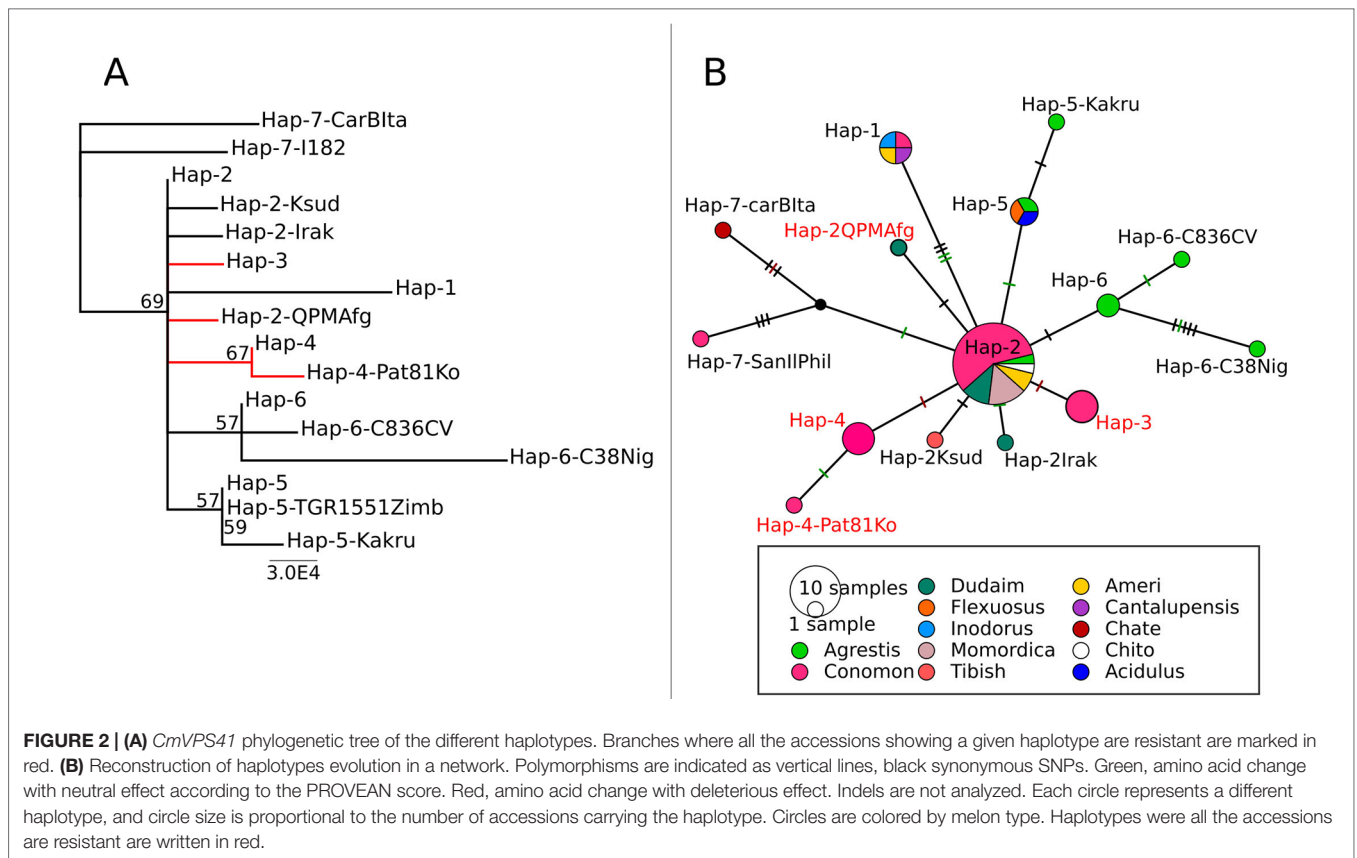 A
Hap-7-CarBIta
Hap-7-I182
Hap-2
Hap-2-Ksud
Hap-2-Irak
Hap-3
69
Hap-1
Hap-2-QPMAfg
67
Hap-4
Hap-4-Pat81Ko
Hap-6
57
Hap-6-C836CV
Hap-6-C38Nig
Hap-5
57
Hap-5-TGR1551Zimb
59
Hap-5-Kakru
3.0E4
B
Hap-5-Kakru
Hap-1
Hap-7-carBIta
Hap-5
Hap-2QPMAfg
Hap-6-C836CV
Hap-6
Hap-2
Hap-7-SanIlPhil
Hap-6-C38Nig
Hap-4
Hap-3
Hap-2Ksud
Hap-2Irak
Hap-4-Pat81Ko
10 samples
1 sample
Agrestis
Conomon
Dudaim
Flexuosus
Inodorus
Momordica
Tibish
Ameri
Cantalupensis
Chate
Chito
Acidulus
FIGURE 2 | (A) CmVPS41 phylogenetic tree of the different haplotypes. Branches where all the accessions showing a given haplotype are resistant are marked in
red. (B) Reconstruction of haplotypes evolution in a network. Polymorphisms are indicated as vertical lines, black synonymous SNPs. Green, amino acid change
with neutral effect according to the PROVEAN score. Red, amino acid change with deleterious effect. Indels are not analyzed. Each circle represents a different
haplotype, and circle size is proportional to the number of accessions carrying the haplotype. Circles are colored by melon type. Haplotypes were all the accessions
are resistant are written in red.